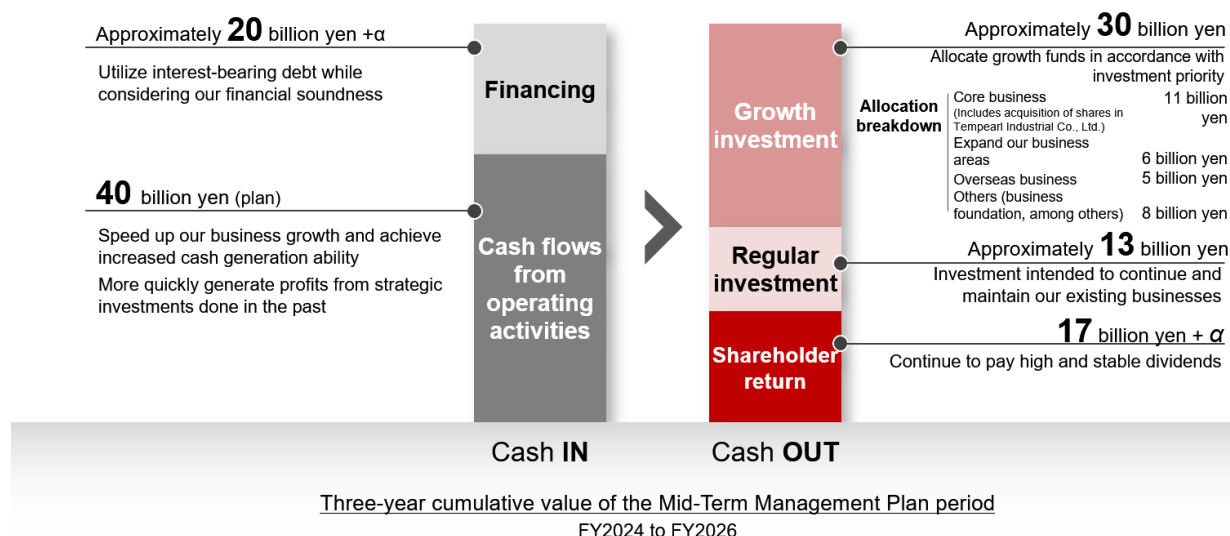 Approximately 20 billion yen +α
Utilize interest-bearing debt while
considering our financial soundness
40 billion yen (plan)
Speed up our business growth and achieve
increased cash generation ability
More quickly generate profits from strategic
investments done in the past
Financing
Cash flows
from
operating
activities
Cash IN
Growth
investment
Regular
investment
Shareholder
return
Cash OUT
Approximately 30 billion yen
Allocate growth funds in accordance with
investment priority
Allocation
breakdown
Core business
(Includes acquisition of shares in
Tempearl Industrial Co., Ltd.)
11 billion
yen
Expand our business
areas
6 billion yen
Overseas business
5 billion yen
Others (business
foundation, among others)
8 billion yen
Approximately 13 billion yen
Investment intended to continue and
maintain our existing businesses
17 billion yen + α
Continue to pay high and stable dividends
Three-year cumulative value of the Mid-Term Management Plan period
FY2024 to FY2026